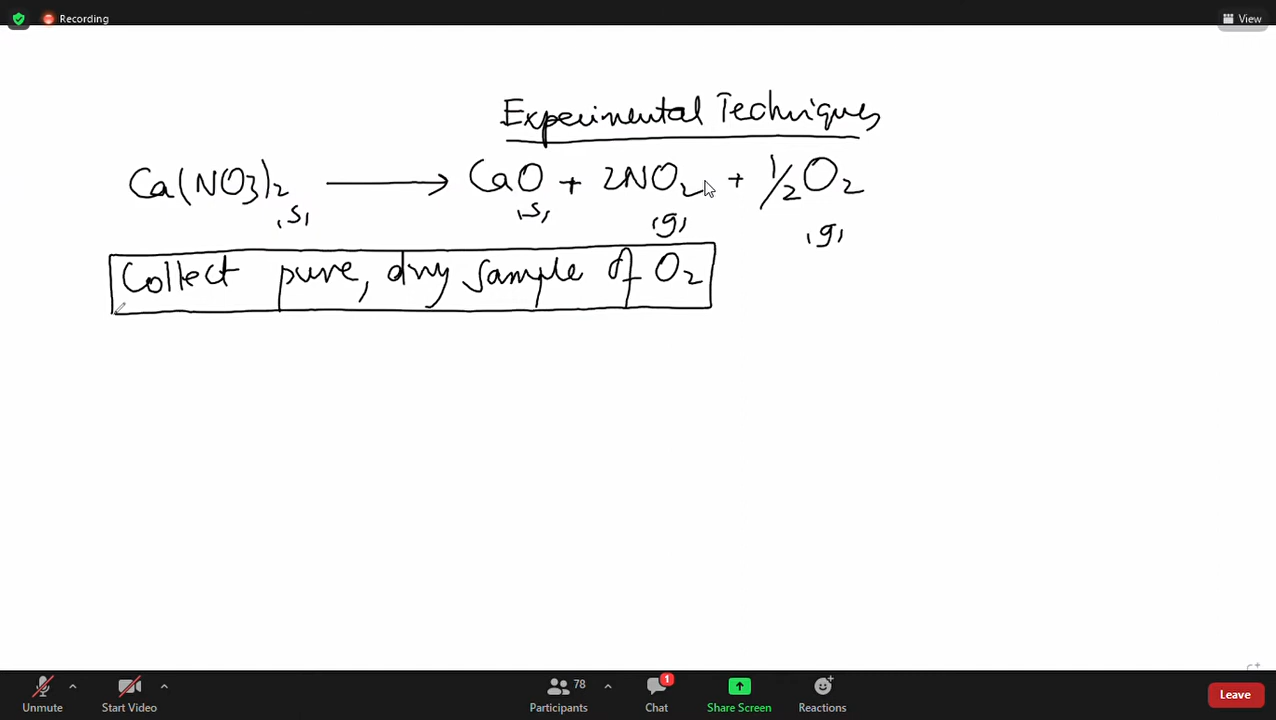 Recording
View
Experimental Techniques
Ca(NO3)2 (s) → CaO (s) + 2NO2 (g) + 1/2O2 (g)
Collect pure, dry sample of O2
Unmute
Start Video
78
Participants
1
Chat
Share Screen
Reactions
Leave